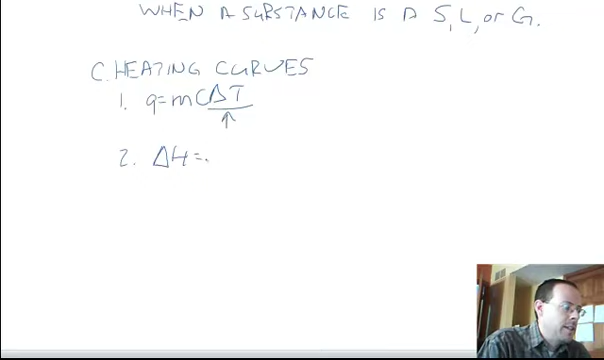 WHEN A SUBSTANCE IS A S, L, or G.
C. HEATING CURVES
1. q=mCΔT
↑
2. ΔH=